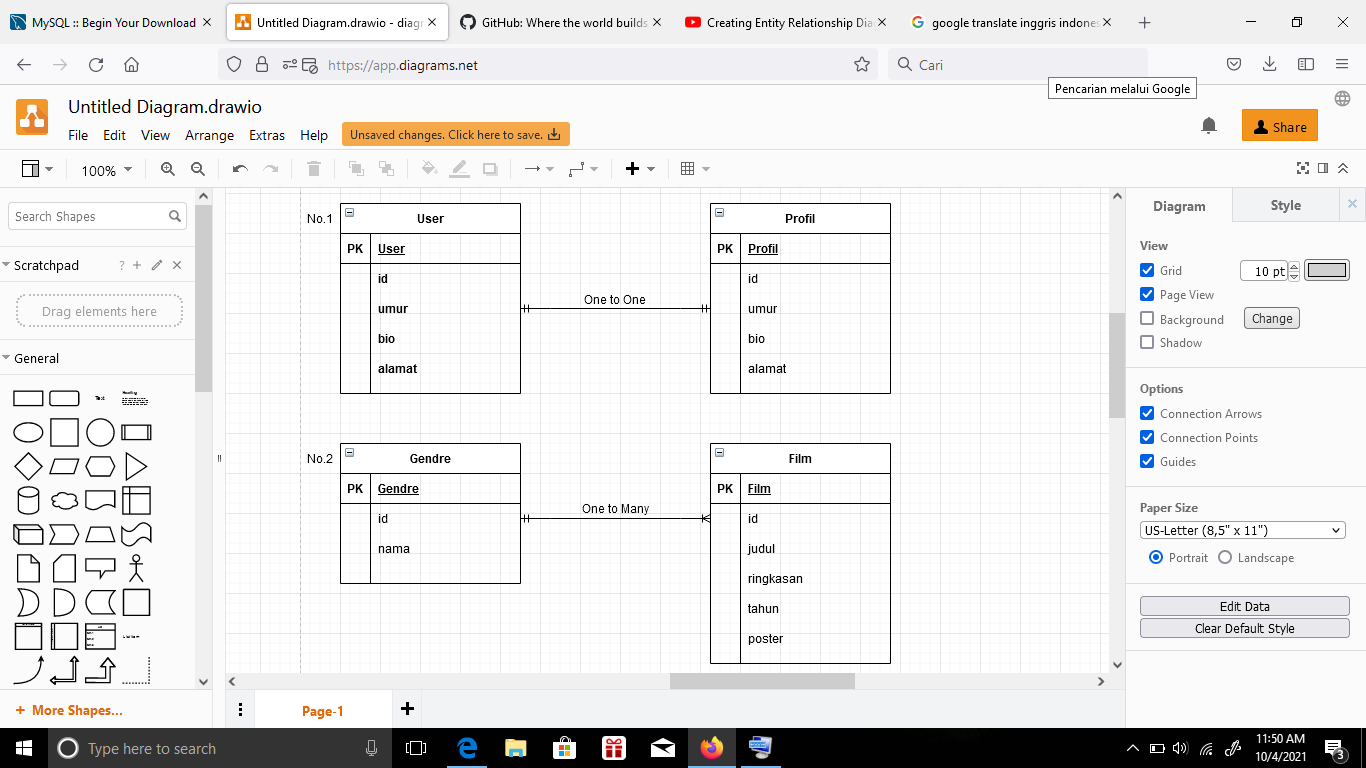 MySQL :: Begin Your Download
Untitled Diagram.drawio - diagr
GitHub: Where the world builds
Creating Entity Relationship Dia
google translate inggris indones
https://app.diagrams.net
Cari
Pencarian melalui Google
Untitled Diagram.drawio
File Edit View Arrange Extras Help
Unsaved changes. Click here to save.
Share
100%
Search Shapes
Scratchpad
?
Drag elements here
General
Text
Heading
More Shapes...
No.1
User
PK User
id
umur
bio
alamat
One to One
Profil
PK Profil
id
umur
bio
alamat
No.2
Gendre
PK Gendre
id
nama
One to Many
Film
PK Film
id
judul
ringkasan
tahun
poster
Page-1
Diagram
Style
View
Grid
10 pt
Page View
Background
Change
Shadow
Options
Connection Arrows
Connection Points
Guides
Paper Size
US-Letter (8,5" x 11")
Portrait
Landscape
Edit Data
Clear Default Style
Type here to search
11:50 AM
10/4/2021
3